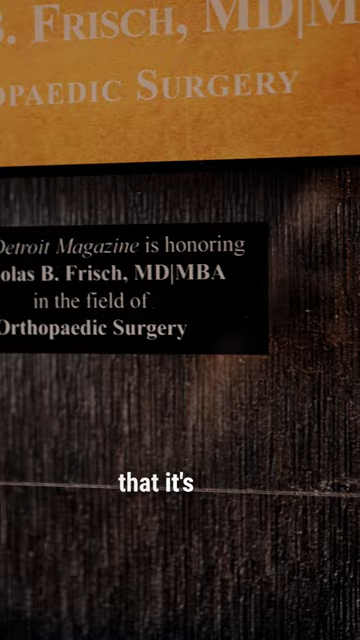 B. FRISCH, MD|M
OPAEDIC SURGERY
Detroit Magazine is honoring
olas B. Frisch, MD|MBA
in the field of
Orthopaedic Surgery
that it's